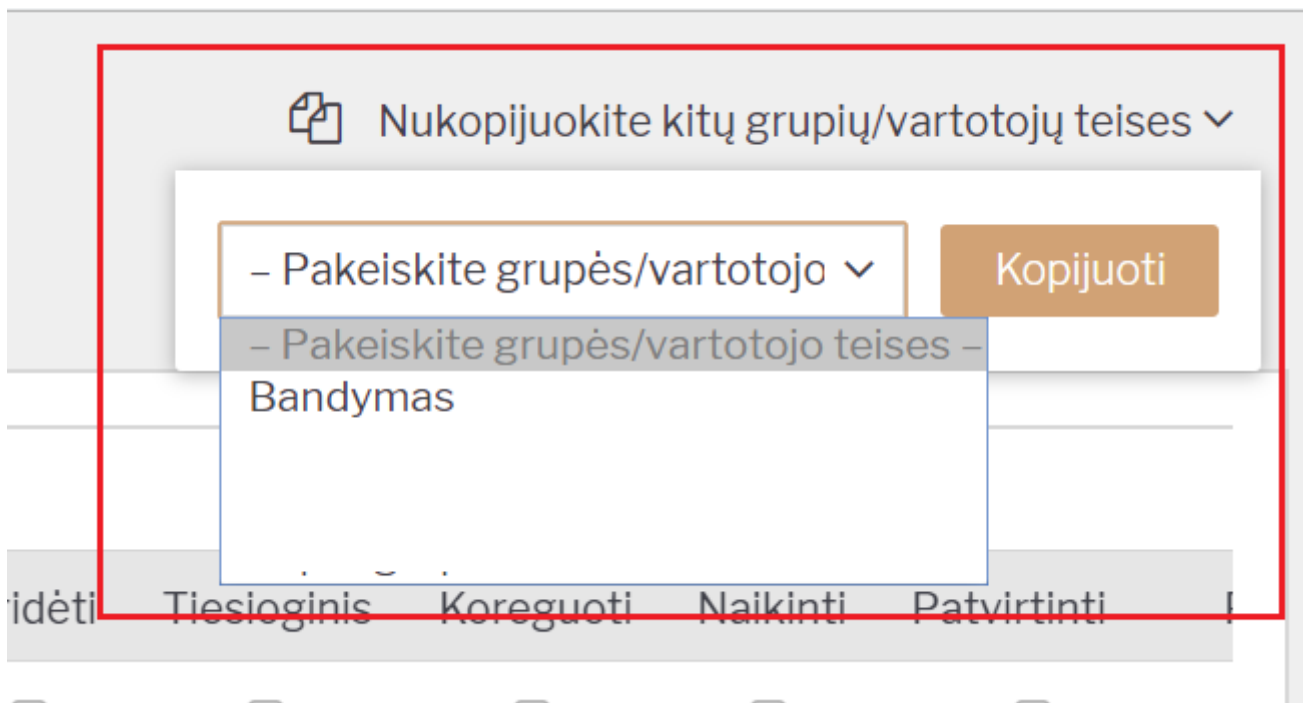 Nukopijuokite kitų grupių/vartotojų teises
– Pakeiskite grupės/vartotojo
Kopijuoti
– Pakeiskite grupės/vartotojo teises –
Bandymas
Tiesioginis Koreguoti Naikinti Patvirtinti